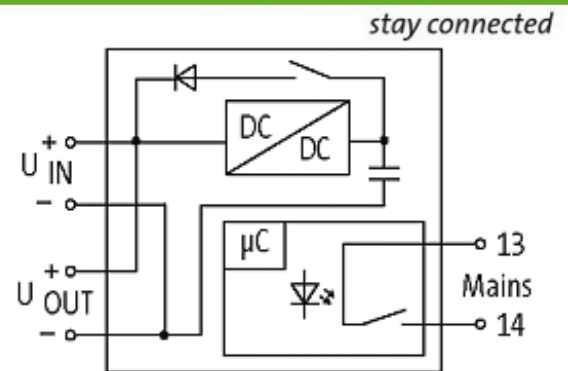 stay connected
DC
DC
+
U IN
−
µC
13
+
Mains
U OUT
14
−